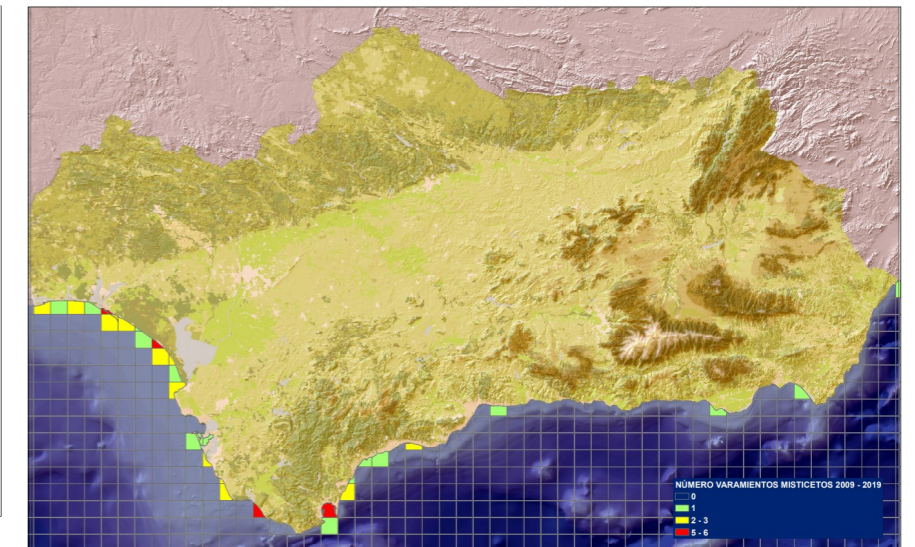 NÚMERO VARAMIENTOS MISTICETOS 2009 - 2019
0
1
2 - 3
5 - 6